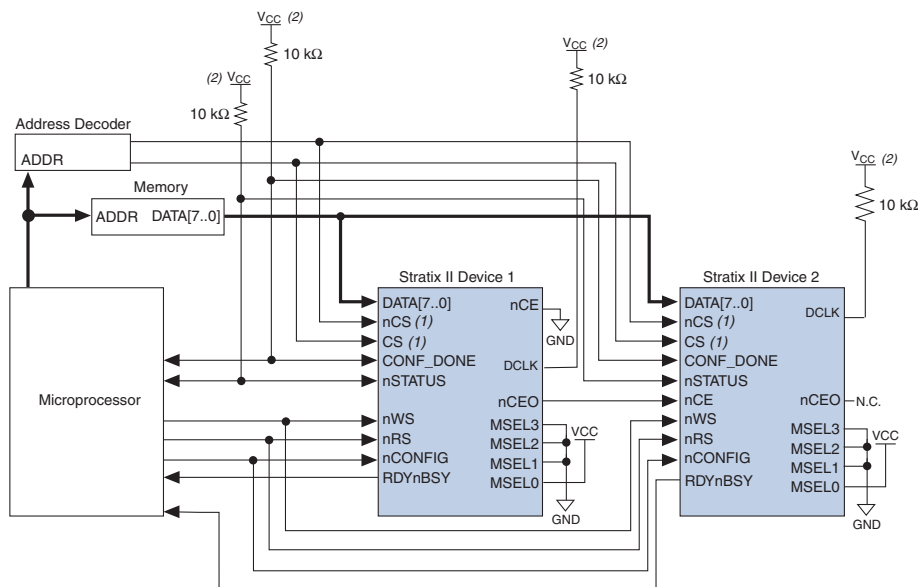 VCC (2)
10 kΩ
VCC (2)
10 kΩ
(2) VCC
10 kΩ
Address Decoder
ADDR
VCC (2)
10 kΩ
Memory
ADDR DATA[7..0]
Microprocessor
Stratix II Device 1
DATA[7..0]
nCS (1)
CS (1)
CONF_DONE
nSTATUS
nWS
nRS
nCONFIG
RDYnBSY
nCE
GND
DCLK
nCEO
MSEL3
MSEL2
MSEL1
MSEL0
VCC
GND
Stratix II Device 2
DATA[7..0]
nCS (1)
CS (1)
CONF_DONE
nSTATUS
nCE
nWS
nRS
nCONFIG
RDYnBSY
DCLK
nCEO
N.C.
MSEL3
MSEL2
MSEL1
MSEL0
VCC
GND